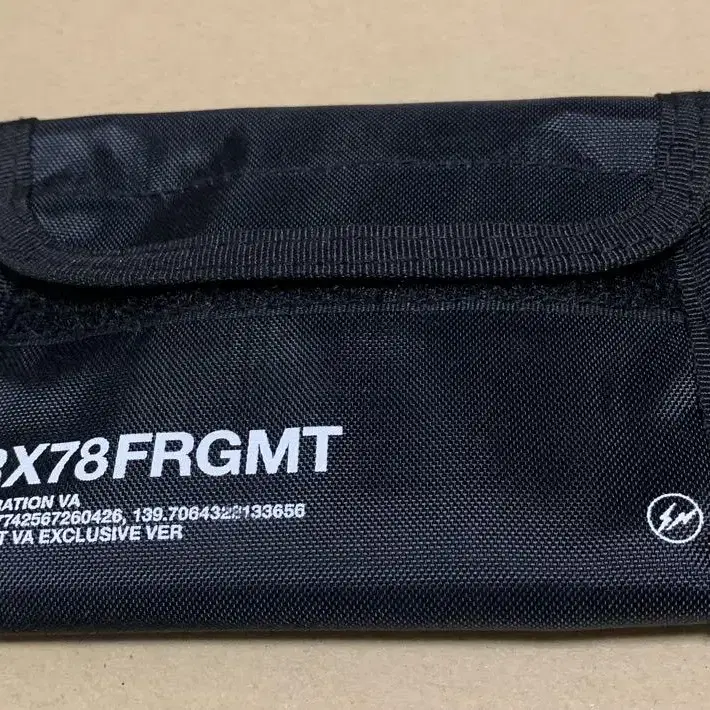 X78FRGMT
RATION VA
7742567260426, 139.7064322133656
T VA EXCLUSIVE VER